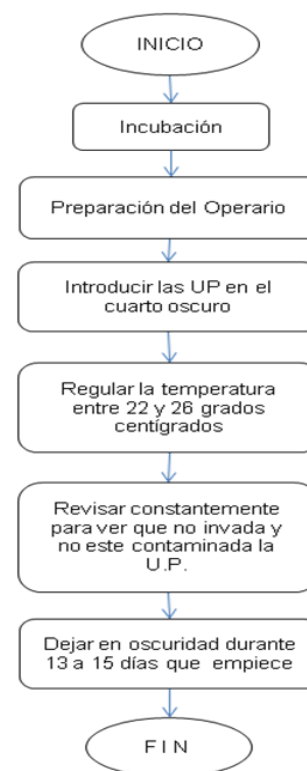 INICIO
Incubación
Preparación del Operario
Introducir las UP en el
cuarto oscuro
Regular la temperatura
entre 22 y 26 grados
centígrados
Revisar constantemente
para ver que no invada y
no este contaminada la
U.P.
Dejar en oscuridad durante
13 a 15 días que empiece
F I N